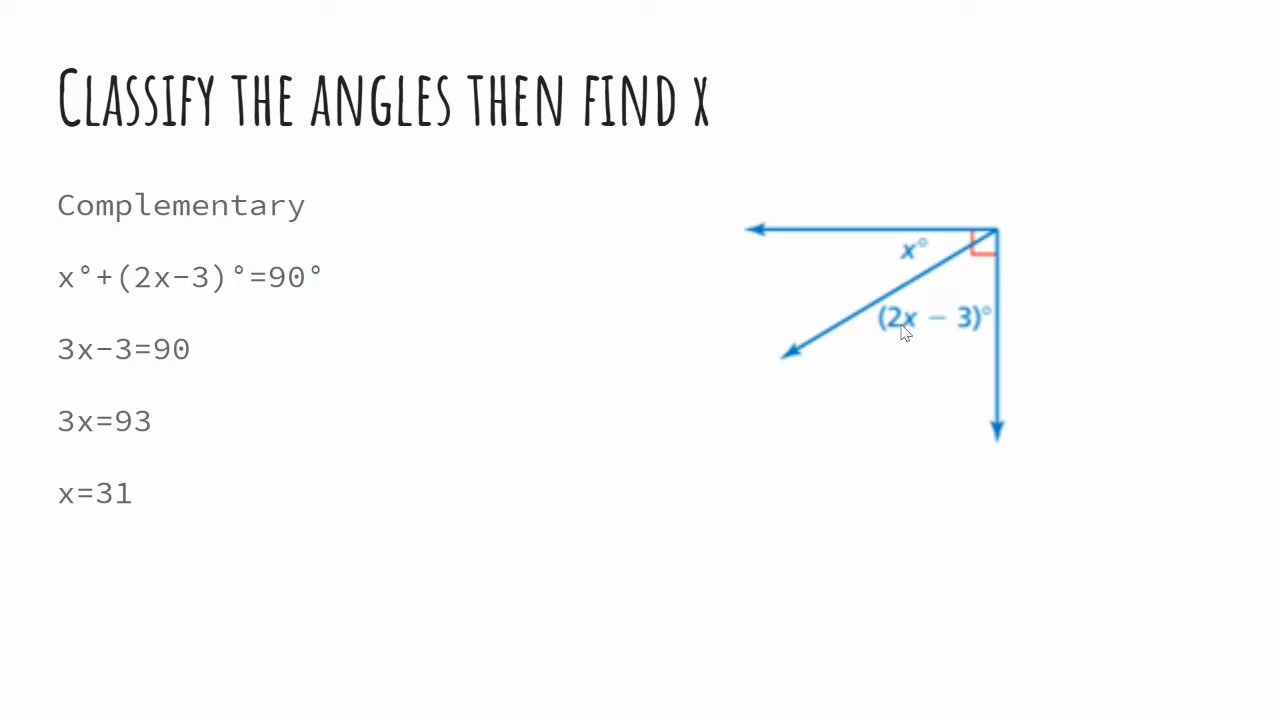 Classify the angles then find x
Complementary
x°+(2x-3)°=90°
3x-3=90
3x=93
x=31
x°
(2x − 3)°